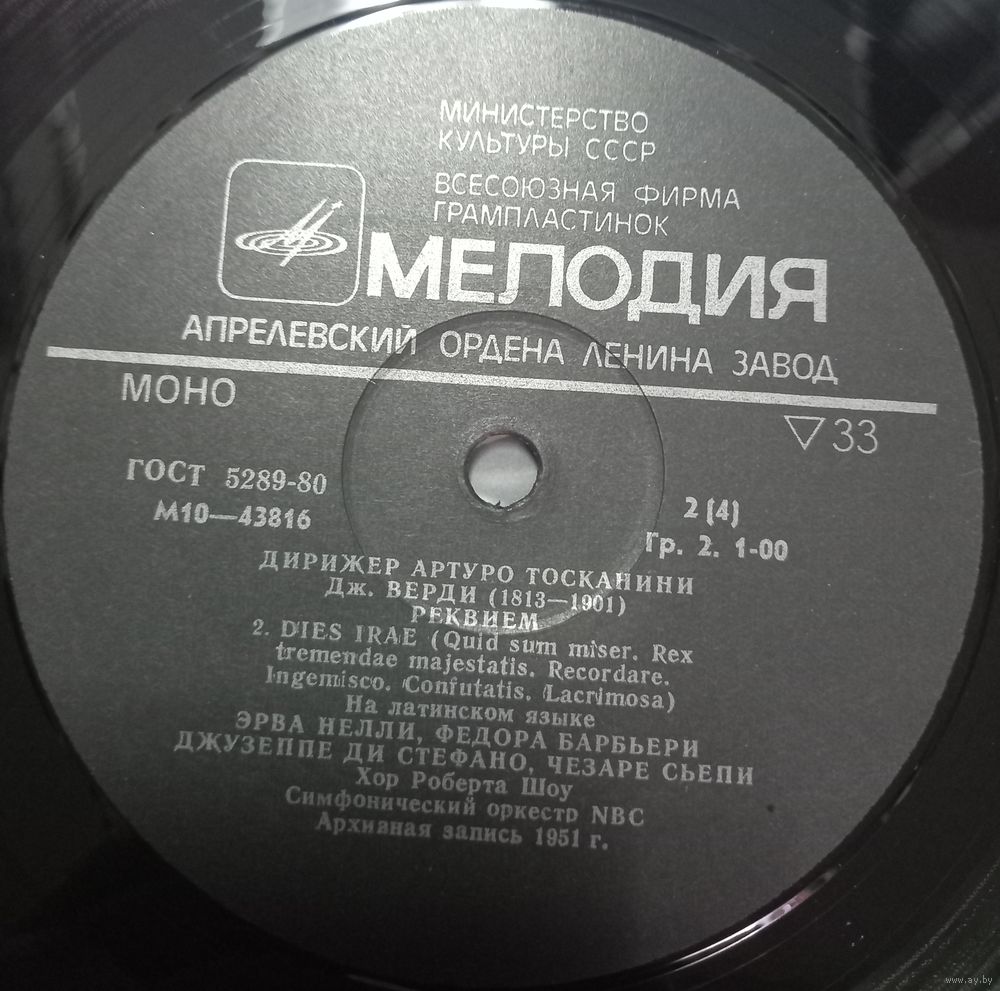 МИНИСТЕРСТВО
КУЛЬТУРЫ СССР
ВСЕСОЮЗНАЯ ФИРМА
ГРАМПЛАСТИНОК
МЕЛОДИЯ
АПРЕЛЕВСКИЙ ОРДЕНА ЛЕНИНА ЗАВОД
МОНО
▽33
ГОСТ 5289-80
М10—43816
2 (4)
Гр. 2. 1-00
ДИРИЖЕР АРТУРО ТОСКАНИНИ
Дж. ВЕРДИ (1813—1901)
РЕКВИЕМ
2. DIES IRAE (Quid sum miser. Rex
tremendae majestatis. Recordare.
Ingemisco. Confutatis. Lacrimosa)
На латинском языке
ЭРВА НЕЛЛИ, ФЕДОРА БАРБЬЕРИ
ДЖУЗЕППЕ ДИ СТЕФАНО, ЧЕЗАРЕ СЬЕПИ
Хор Роберта Шоу
Симфонический оркестр NBC
Архивная запись 1951 г.
www.ay.by